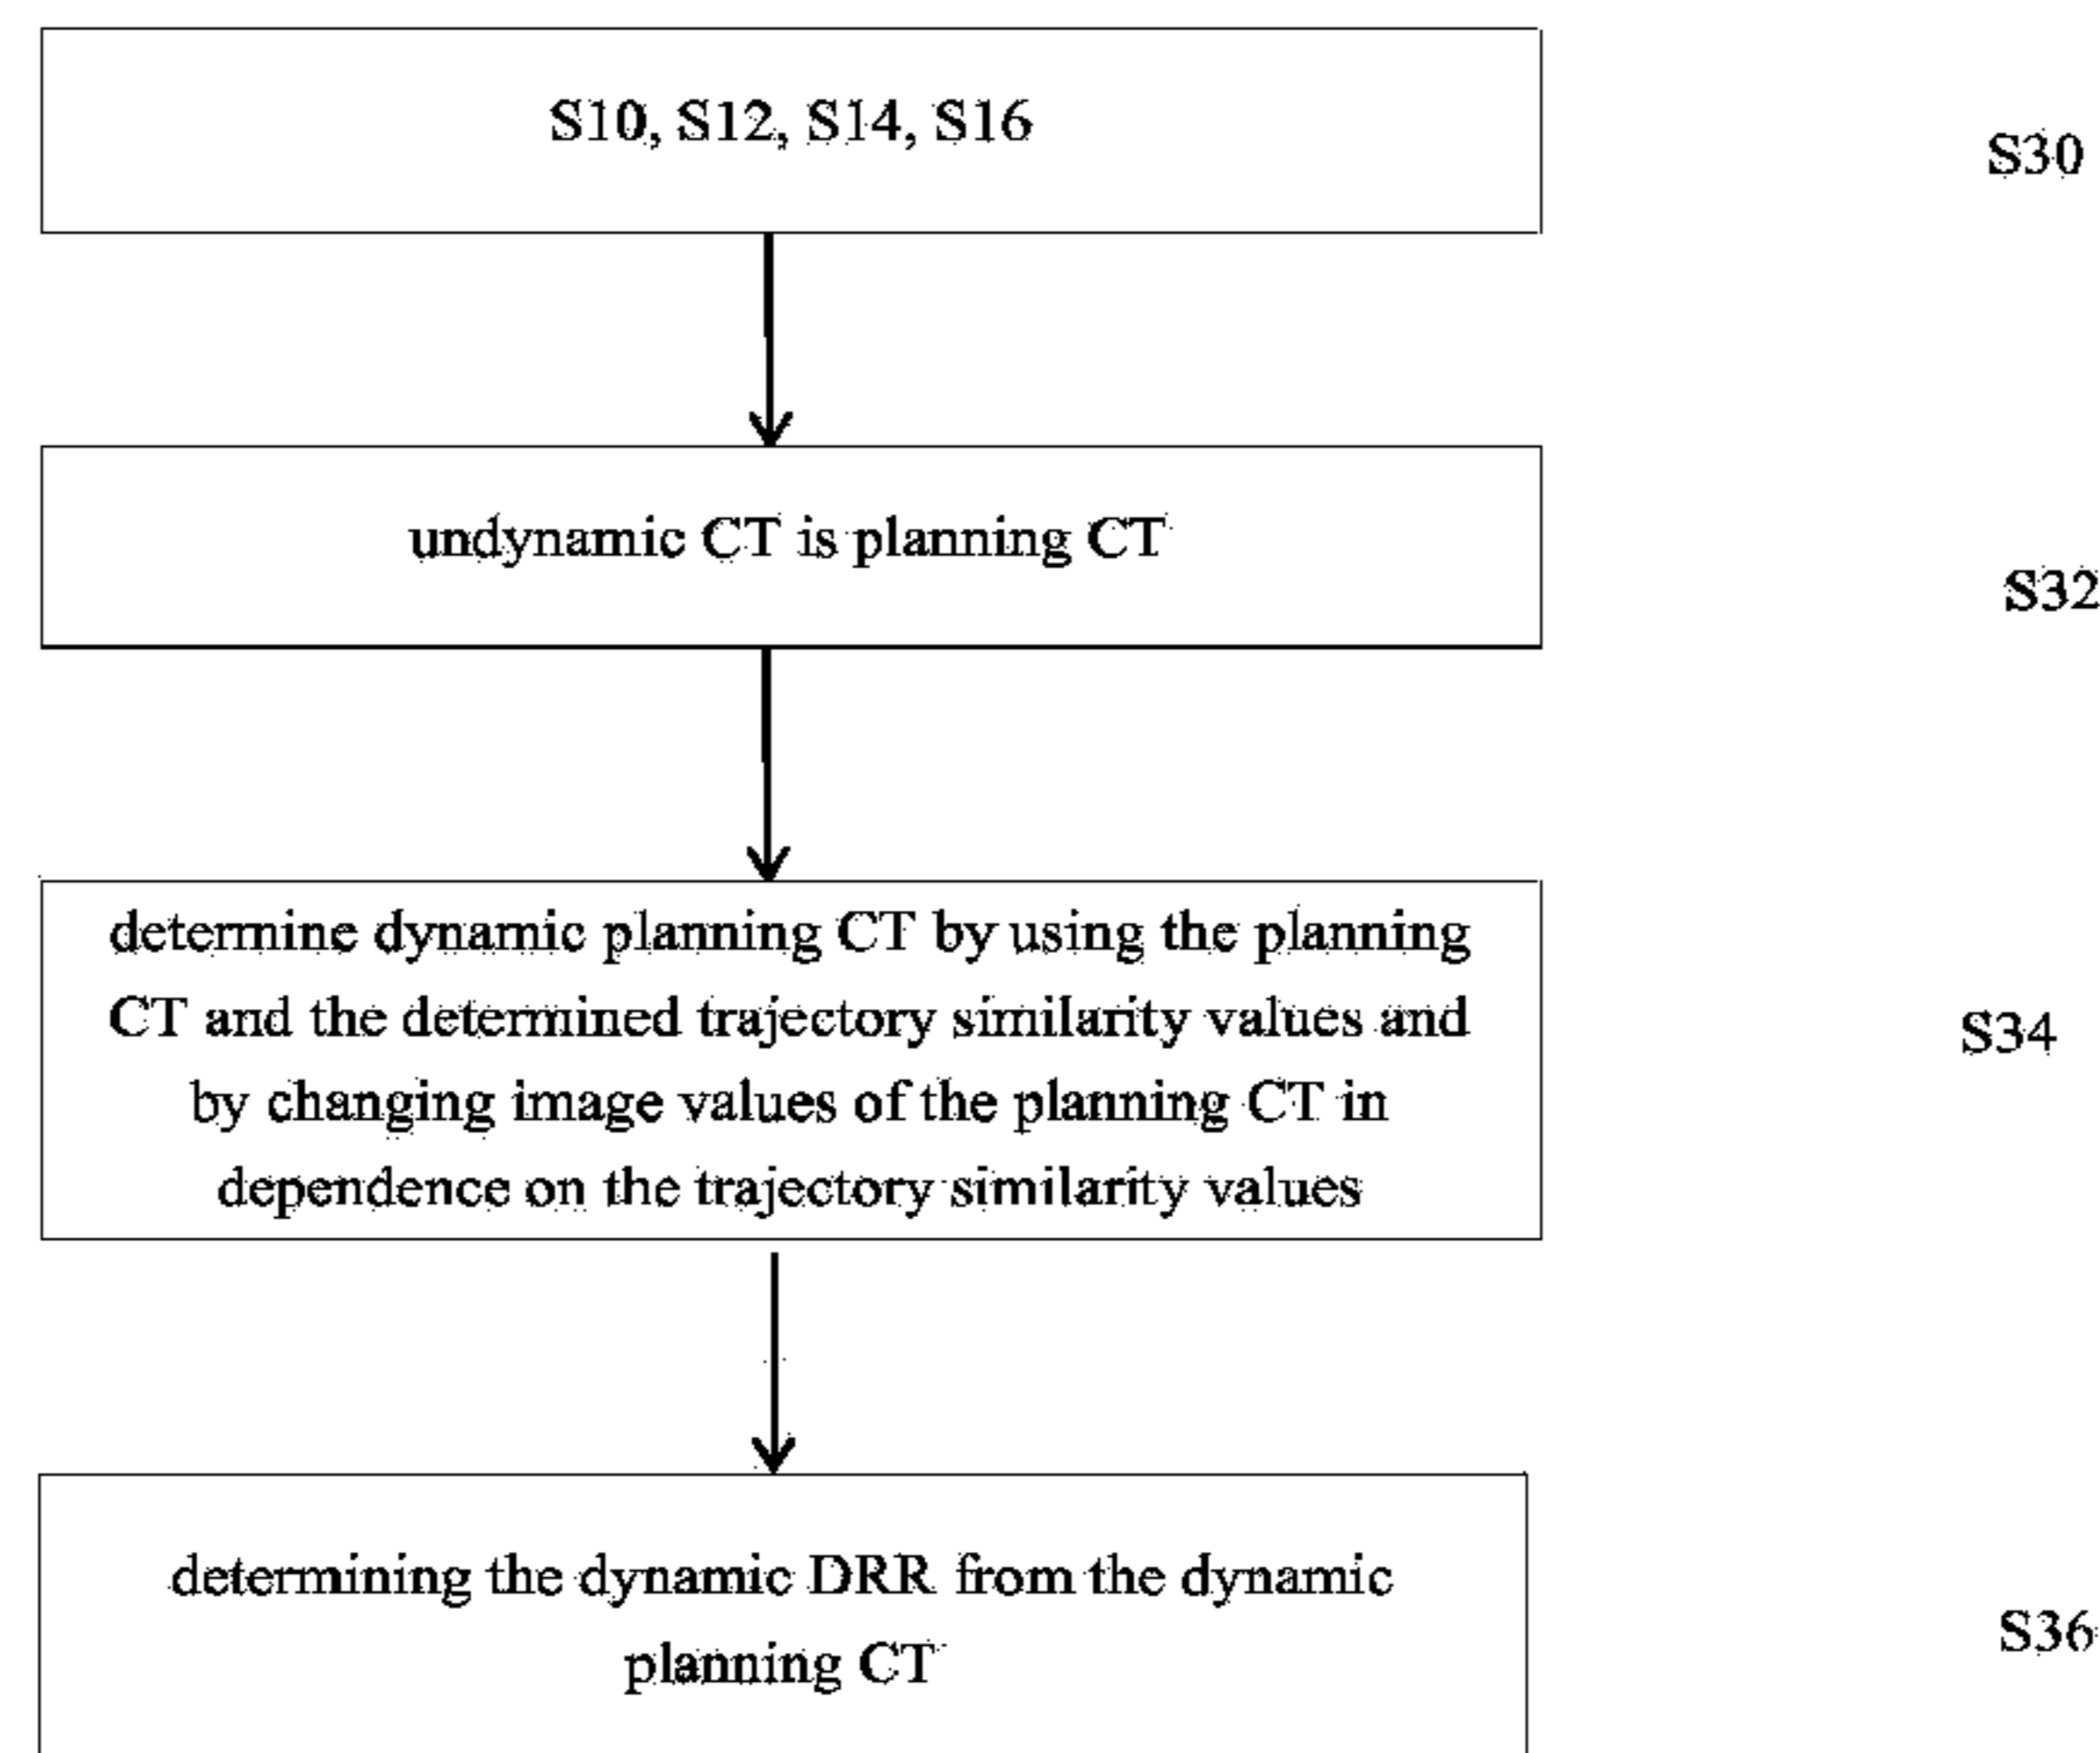 S10, S12, S14, S16
S30
undynamic CT is planning CT
S32
determine dynamic planning CT by using the planning
CT and the determined trajectory similarity values and
by changing image values of the planning CT in
dependence on the trajectory similarity values
S34
determining the dynamic DRR from the dynamic
planning CT
S36